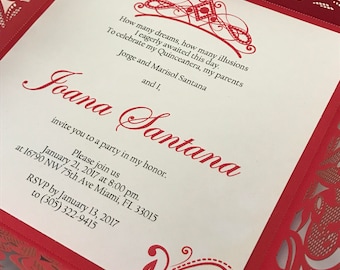 How many dreams, how many illusions
I eagerly awaited this day.
To celebrate my Quinceañera, my parents
Jorge and Marisol Santana
and I,
Joana Santana
invite you to a party in my honor.
Please join us
January 21, 2017 at 8:00 pm
at 16790 NW 75th Ave Miami, FL 33015
RSVP by January 13, 2017
to (305) 322-9415